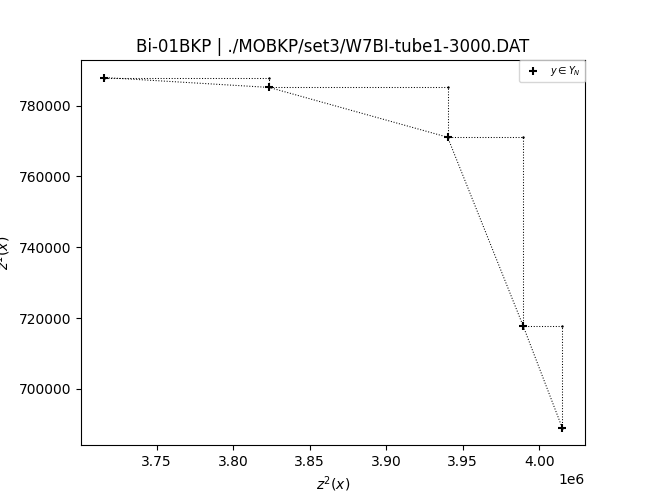 Bi-01BKP | ./MOBKP/set3/W7BI-tube1-3000.DAT
y ∈ Y_N
780000
760000
740000
720000
700000
3.75 3.80 3.85 3.90 3.95 4.00
1e6
z²(x)